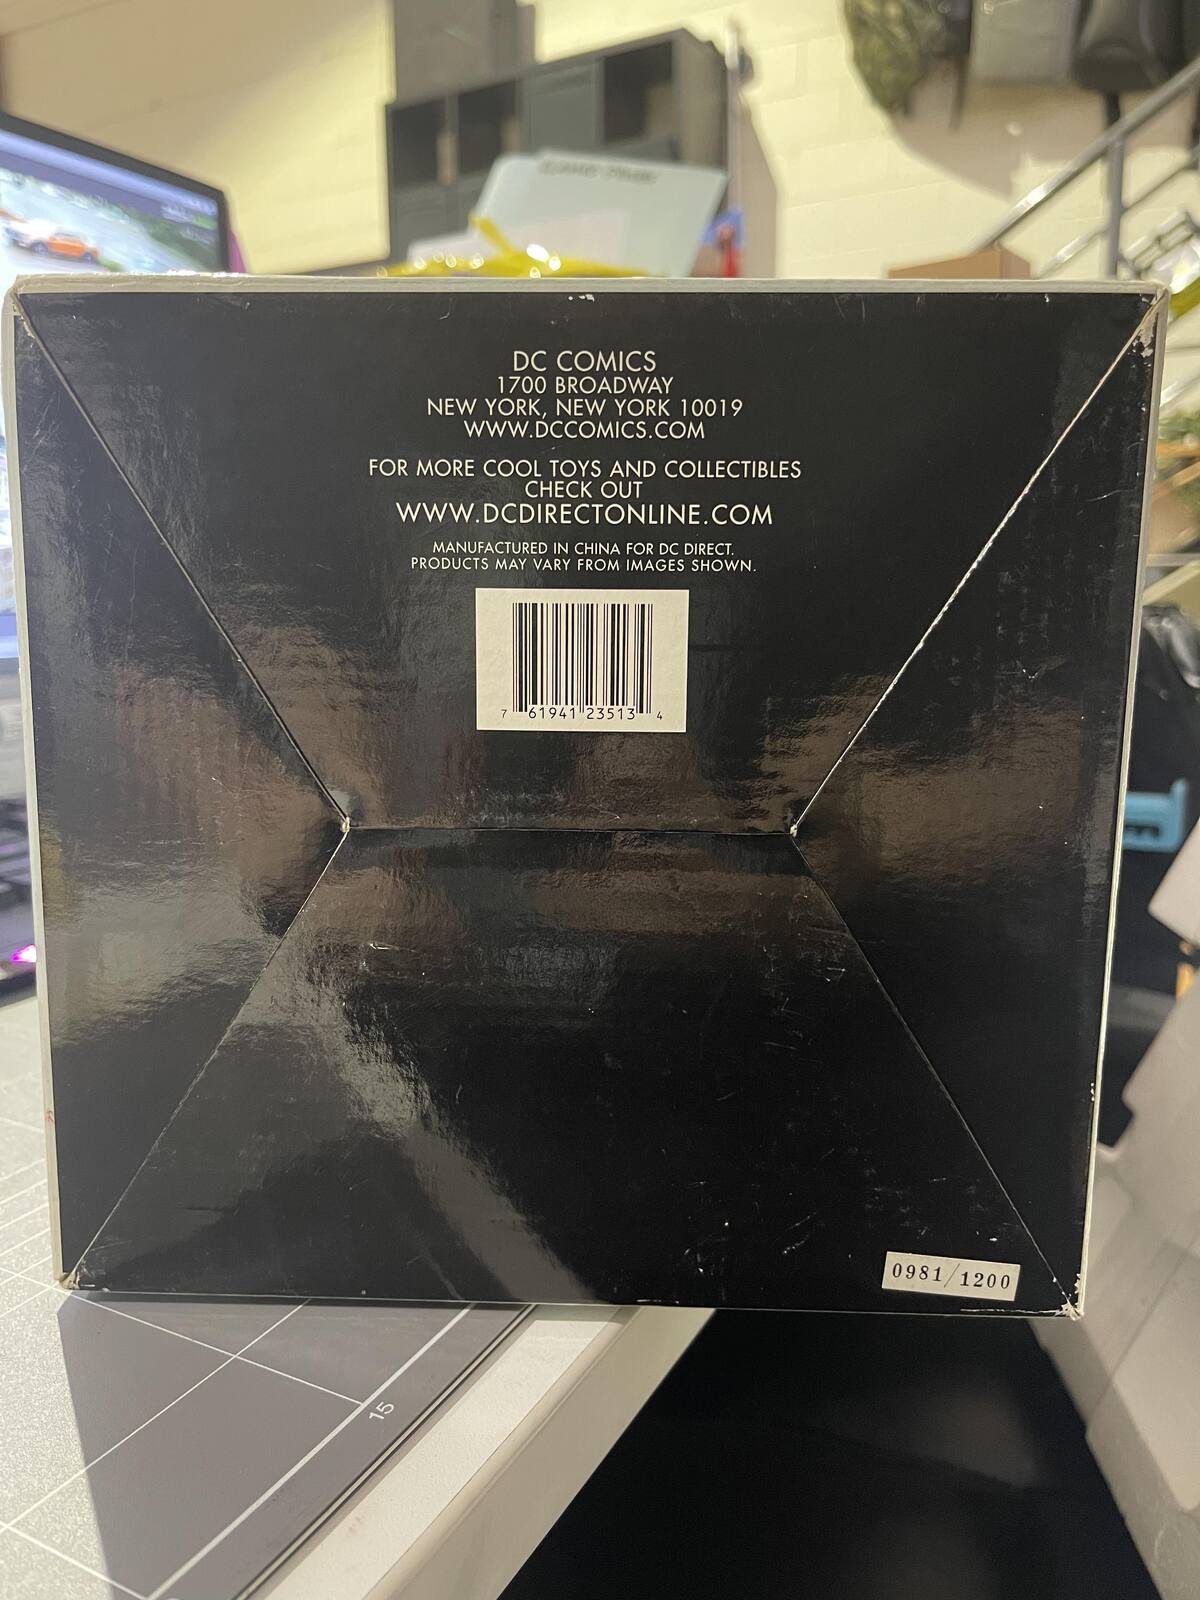 DC COMICS
1700 BROADWAY
NEW YORK, NEW YORK 10019
WWW.DCCOMICS.COM
FOR MORE COOL TOYS AND COLLECTIBLES
CHECK OUT
WWW.DCDIRECTONLINE.COM
MANUFACTURED IN CHINA FOR DC DIRECT.
PRODUCTS MAY VARY FROM IMAGES SHOWN.
7 61941 23513 4
0981/1200
15